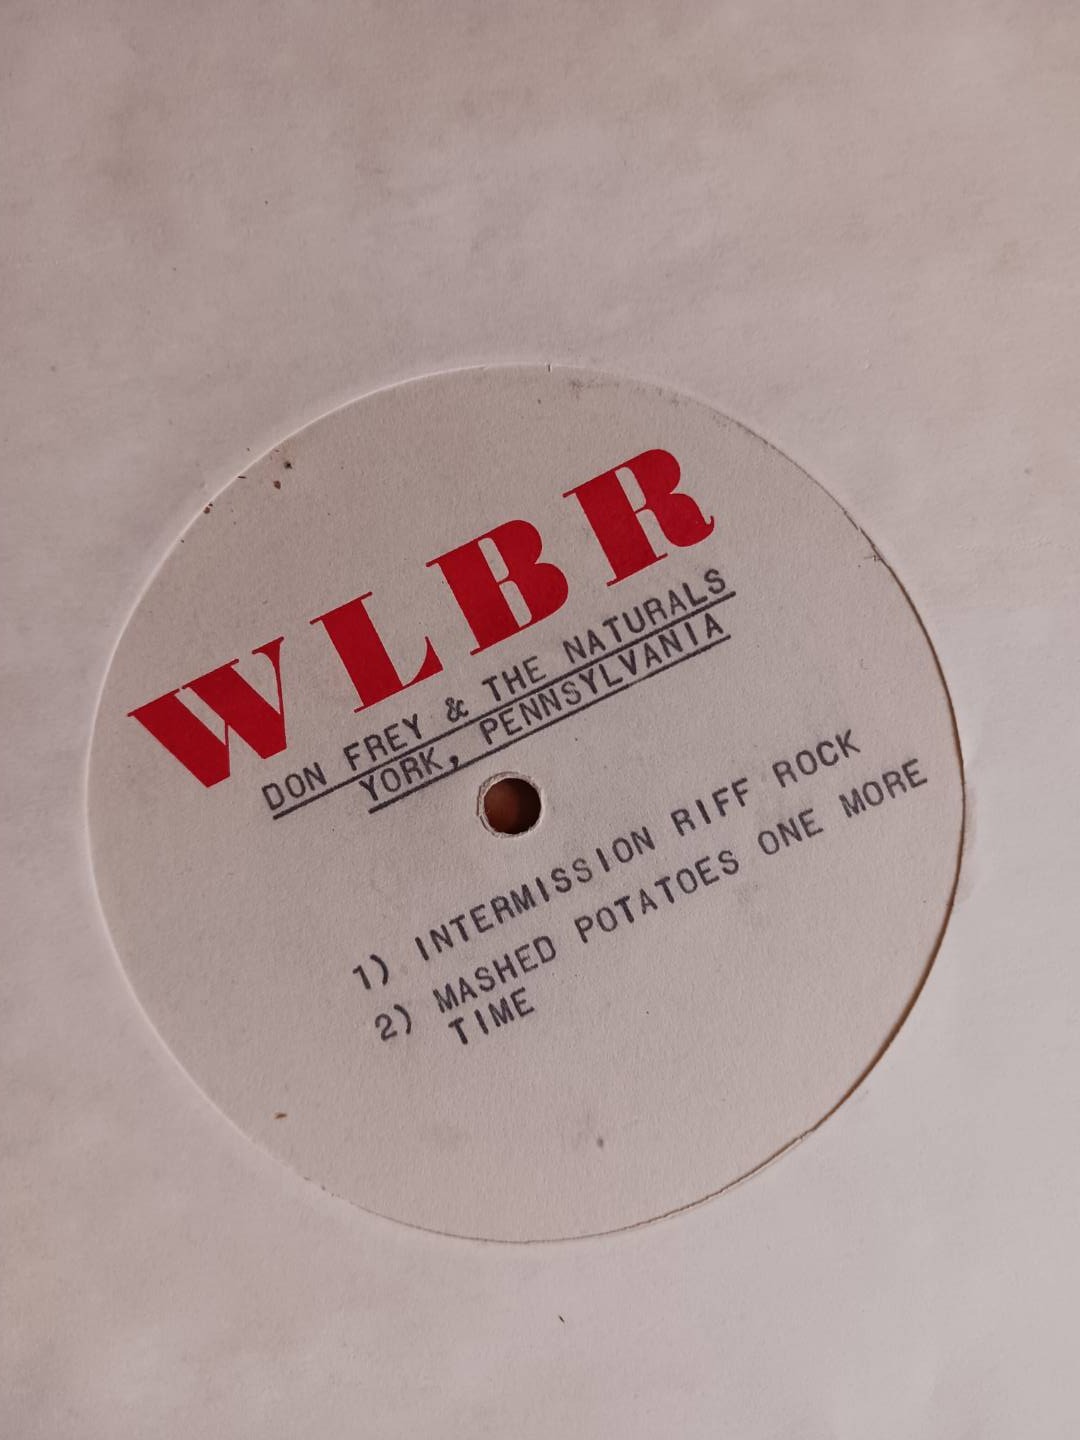 WLBR
DON FREY & THE NATURALS
YORK, PENNSYLVANIA
1) INTERMISSION RIFF ROCK
2) MASHED POTATOES ONE MORE
TIME